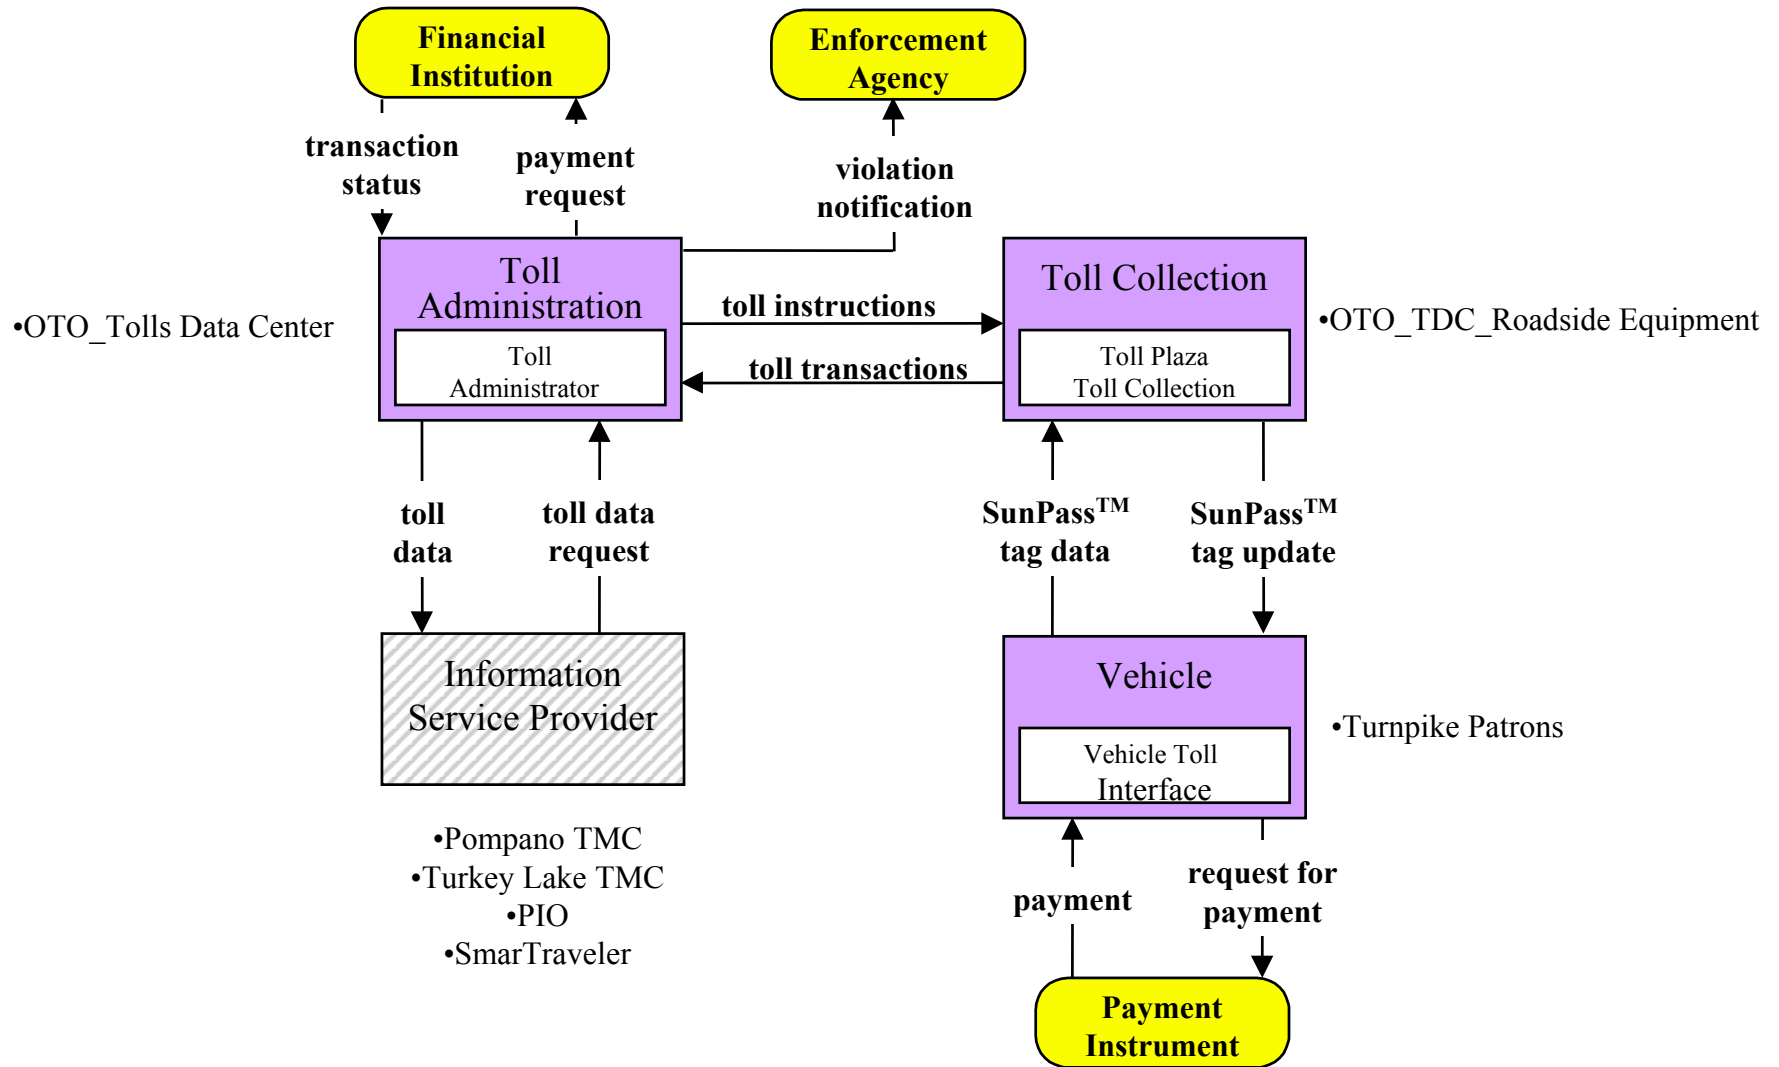 Financial
Institution
Enforcement
Agency
transaction
status
payment
request
violation
notification
Toll
Administration
Toll
Administrator
•OTO_Tolls Data Center
toll instructions
toll transactions
Toll Collection
Toll Plaza
Toll Collection
•OTO_TDC_Roadside Equipment
toll
data
toll data
request
SunPass™
tag data
SunPass™
tag update
Information
Service Provider
•Pompano TMC
•Turkey Lake TMC
•PIO
•SmarTraveler
Vehicle
Vehicle Toll
Interface
•Turnpike Patrons
payment
request for
payment
Payment
Instrument